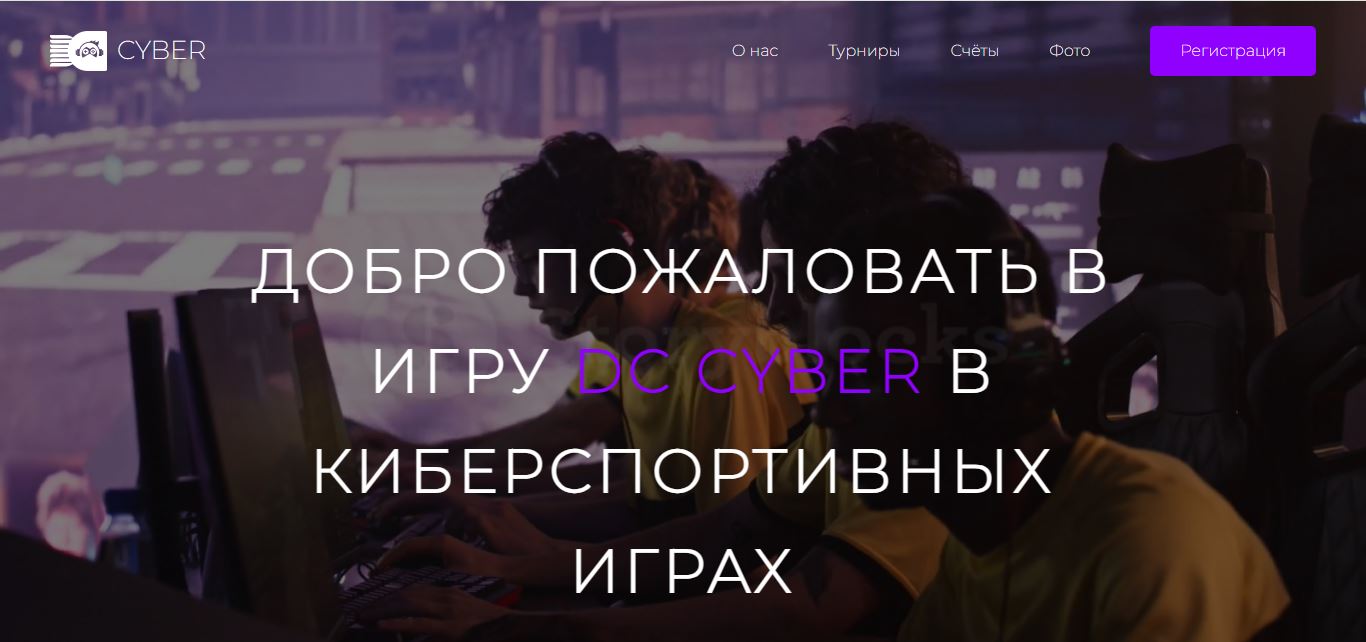 CYBER
О нас
Турниры
Счёты
Фото
Регистрация
ДОБРО ПОЖАЛОВАТЬ В
ИГРУ DC CYBER В
КИБЕРСПОРТИВНЫХ
ИГРАХ